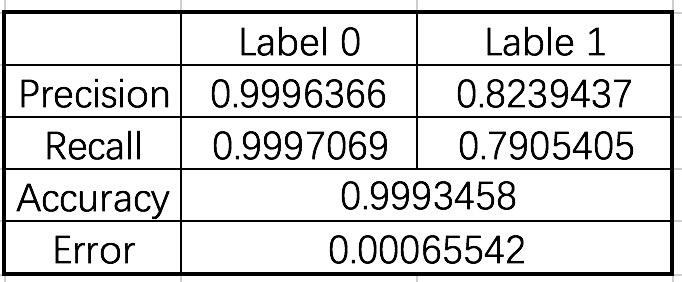 Label 0 Lable 1
Precision 0.9996366 0.8239437
Recall 0.9997069 0.7905405
Accuracy 0.9993458
Error 0.00065542